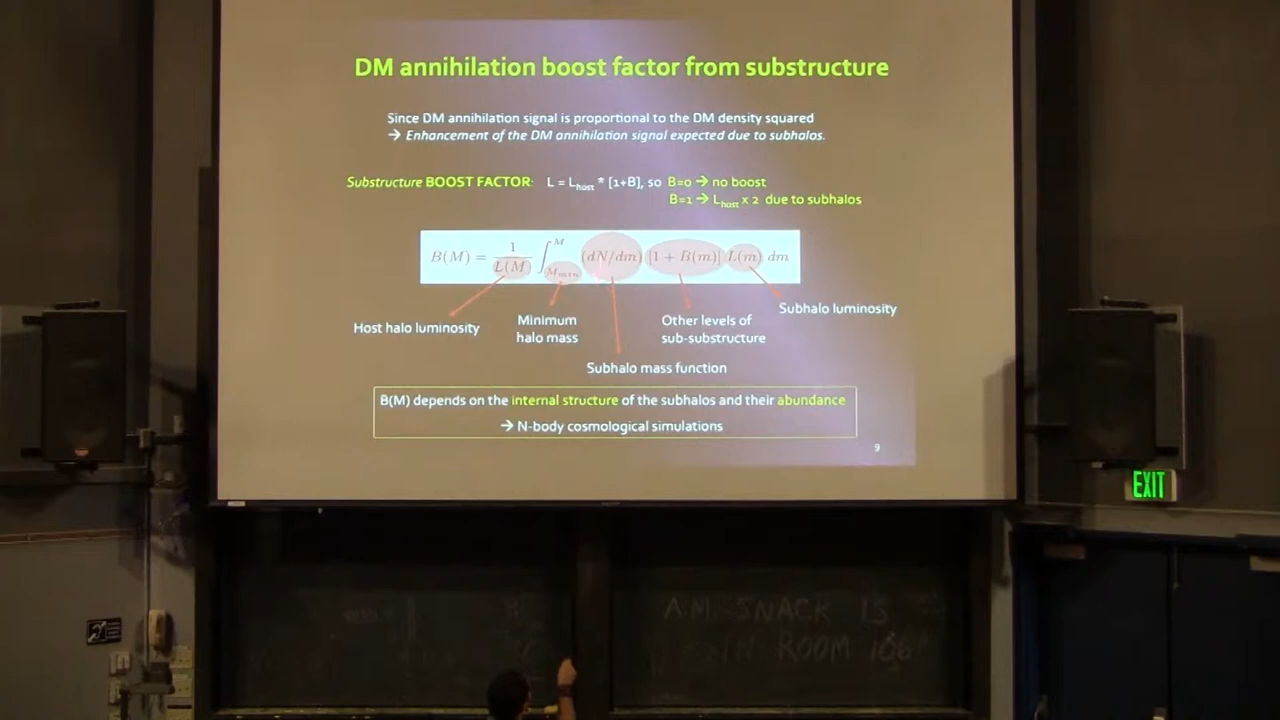 DM annihilation boost factor from substructure
Since DM annihilation signal is proportional to the DM density squared
→ Enhancement of the DM annihilation signal expected due to subhalos.
Substructure BOOST FACTOR: L = Lhost * [1+B], so B=0 → no boost
B=1 → Lhost x 2 due to subhalos
B(M) = 1/L(M) ∫_{Mmin}^{M} (dN/dm) [1 + B(m)] L(m) dm
Host halo luminosity
Minimum
halo mass
Subhalo mass function
Other levels of
sub-substructure
Subhalo luminosity
B(M) depends on the internal structure of the subhalos and their abundance
→ N-body cosmological simulations
9
EXIT
A.M. SNACK IS
IN ROOM 106